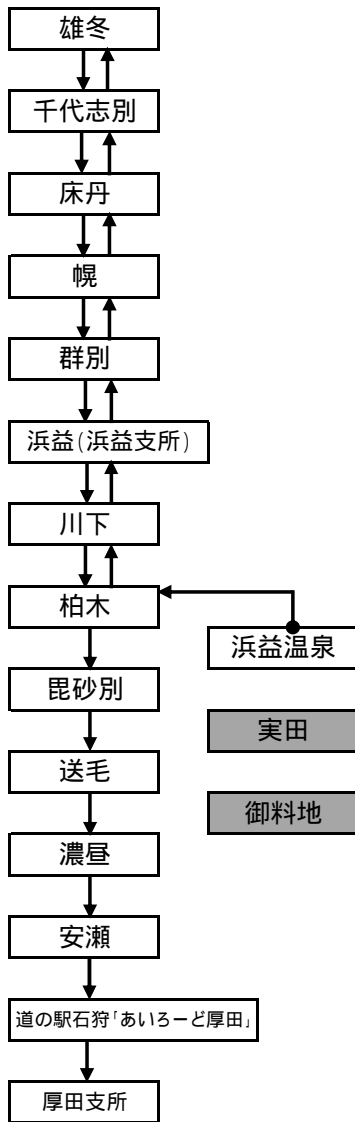 雄冬
千代志別
床丹
幌
群別
浜益(浜益支所)
川下
柏木
浜益温泉
毘砂別
実田
送毛
御料地
濃昼
安瀬
道の駅石狩「あいろーど厚田」
厚田支所